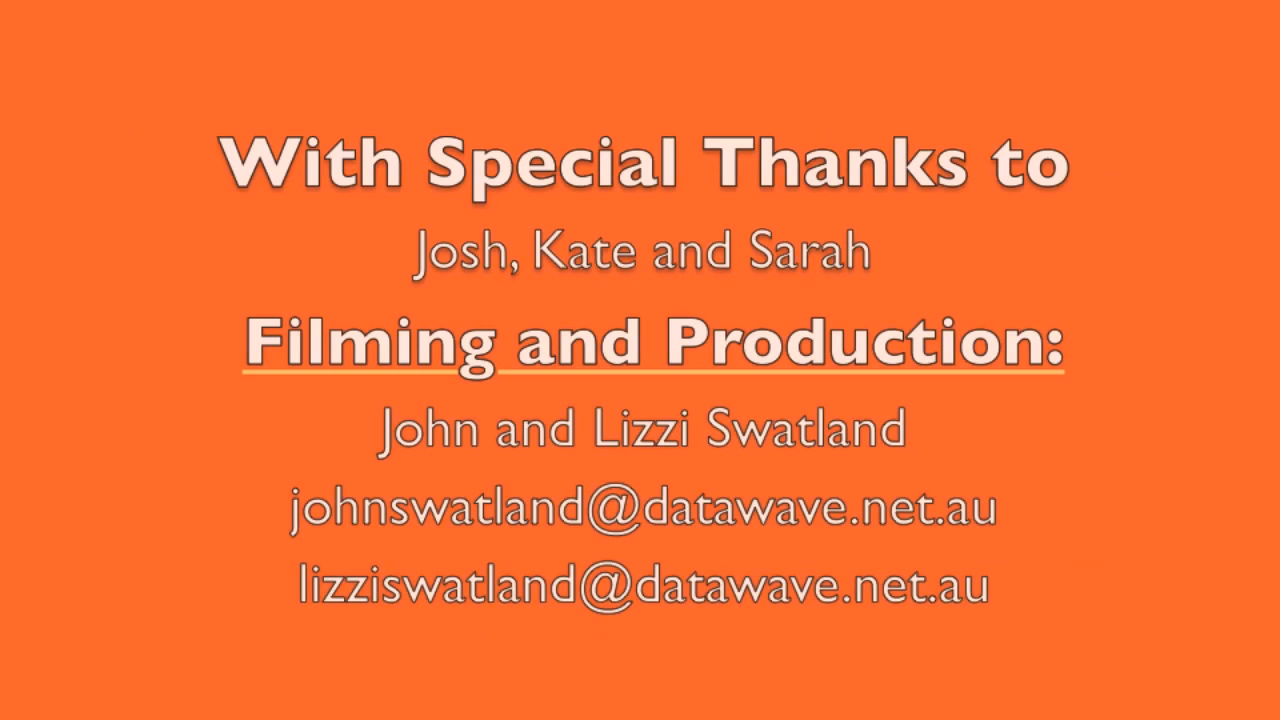 With Special Thanks to
Josh, Kate and Sarah
Filming and Production:
John and Lizzi Swatland
johnswatland@datawave.net.au
lizziswatland@datawave.net.au